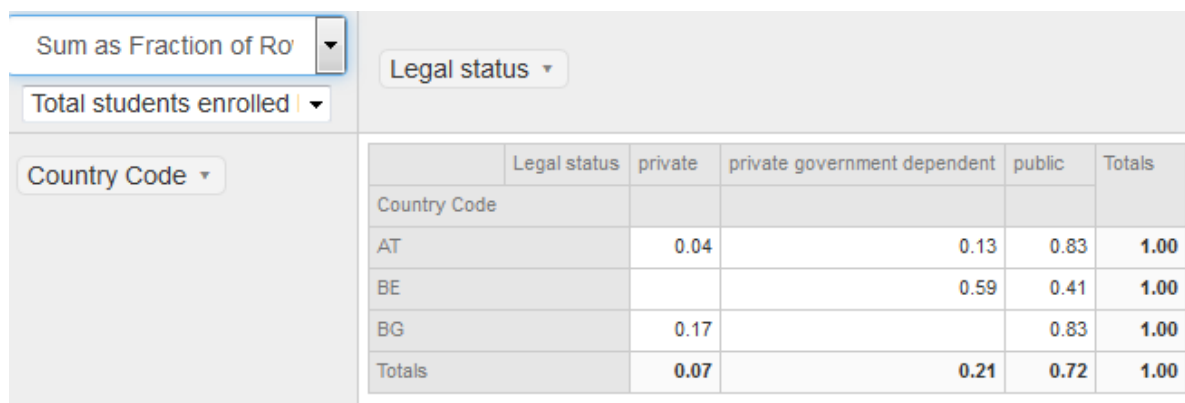 Sum as Fraction of Ro
Legal status
Total students enrolled
Country Code
Legal status private private government dependent public Totals
Country Code
AT 0.04 0.13 0.83 1.00
BE 0.59 0.41 1.00
BG 0.17 0.83 1.00
Totals 0.07 0.21 0.72 1.00